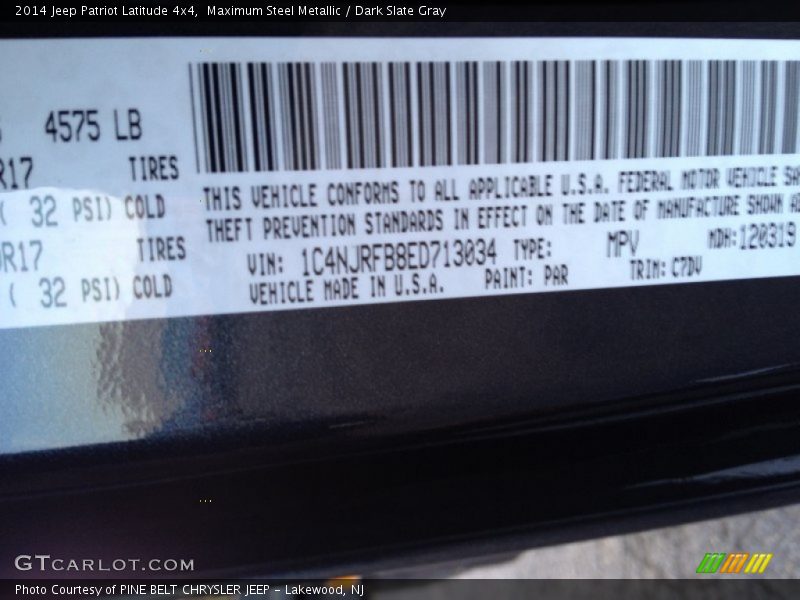 2014 Jeep Patriot Latitude 4x4,  Maximum Steel Metallic / Dark Slate Gray
4575 LB
R17 TIRES
( 32 PSI) COLD
R17 TIRES
( 32 PSI) COLD
THIS VEHICLE CONFORMS TO ALL APPLICABLE U.S.A. FEDERAL MOTOR VEHICLE
THEFT PREVENTION STANDARDS IN EFFECT ON THE DATE OF MANUFACTURE SHOWN
VIN: 1C4NJRFB8ED713034 TYPE: MPV MDH:120319
VEHICLE MADE IN U.S.A. PAINT: PAR TRIM: C7DV
GTCARLOT.COM
Photo Courtesy of PINE BELT CHRYSLER JEEP - Lakewood, NJ